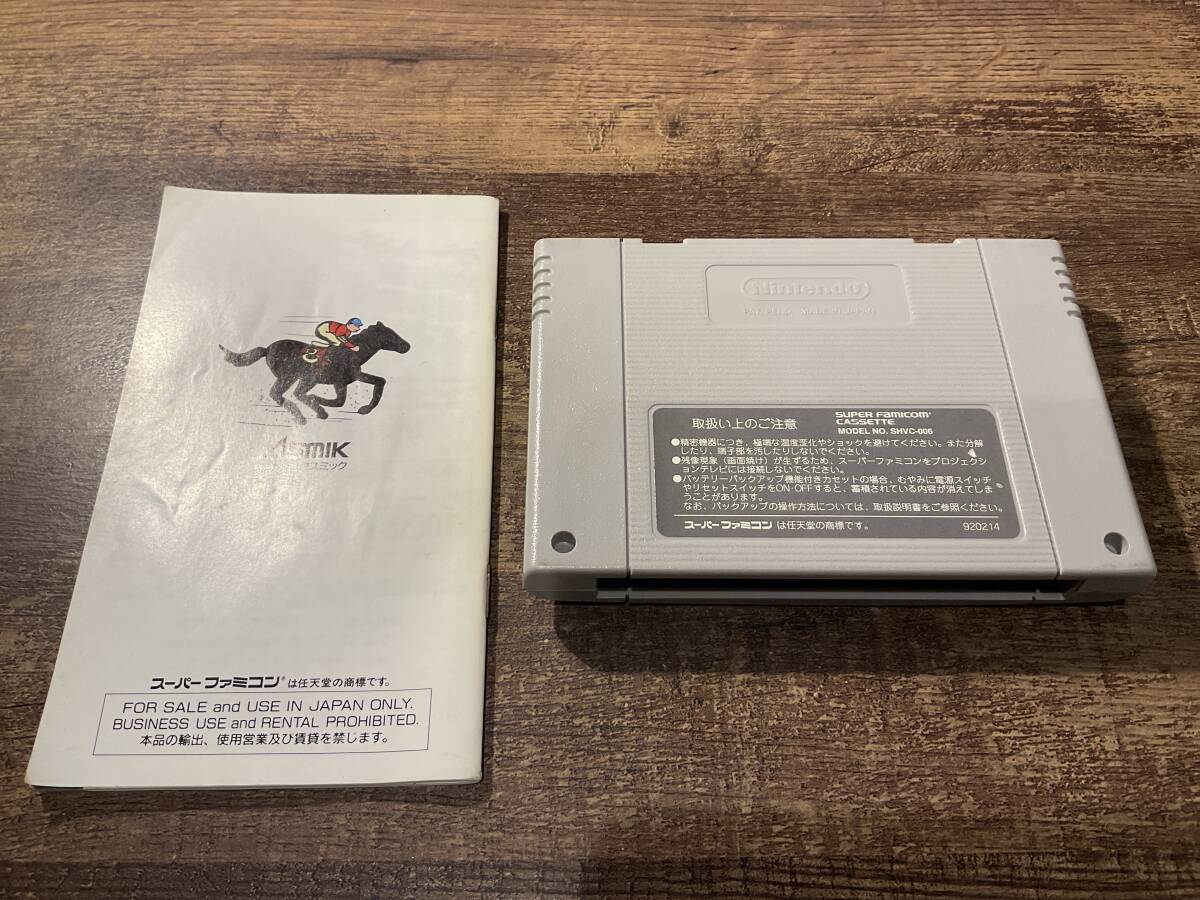 ASMIK
アスミック
スーパーファミコン®は任天堂の商標です。
FOR SALE and USE IN JAPAN ONLY.
BUSINESS USE and RENTAL PROHIBITED.
本品の輸出、使用営業及び賃貸を禁じます。
Nintendo
PAT. PEND. MADE IN JAPAN
取扱い上のご注意
SUPER FAMICOM®
CASSETTE
MODEL NO. SHVC-006
●精密機器につき、極端な温度変化やショックを避けてください。また分解
したり、端子部を汚したりしないでください。
●残像現象(画面焼け)が生ずるため、スーパーファミコンをプロジェクシ
ョンテレビには接続しないでください。
●バッテリーバックアップ機能付きカセットの場合、むやみに電源スイッチ
やリセットスイッチをON・OFFすると、蓄積されている内容が消えてしま
うことがあります。
なお、バックアップの操作方法については、取扱説明書をご参照ください。
スーパーファミコンは任天堂の商標です。
920214